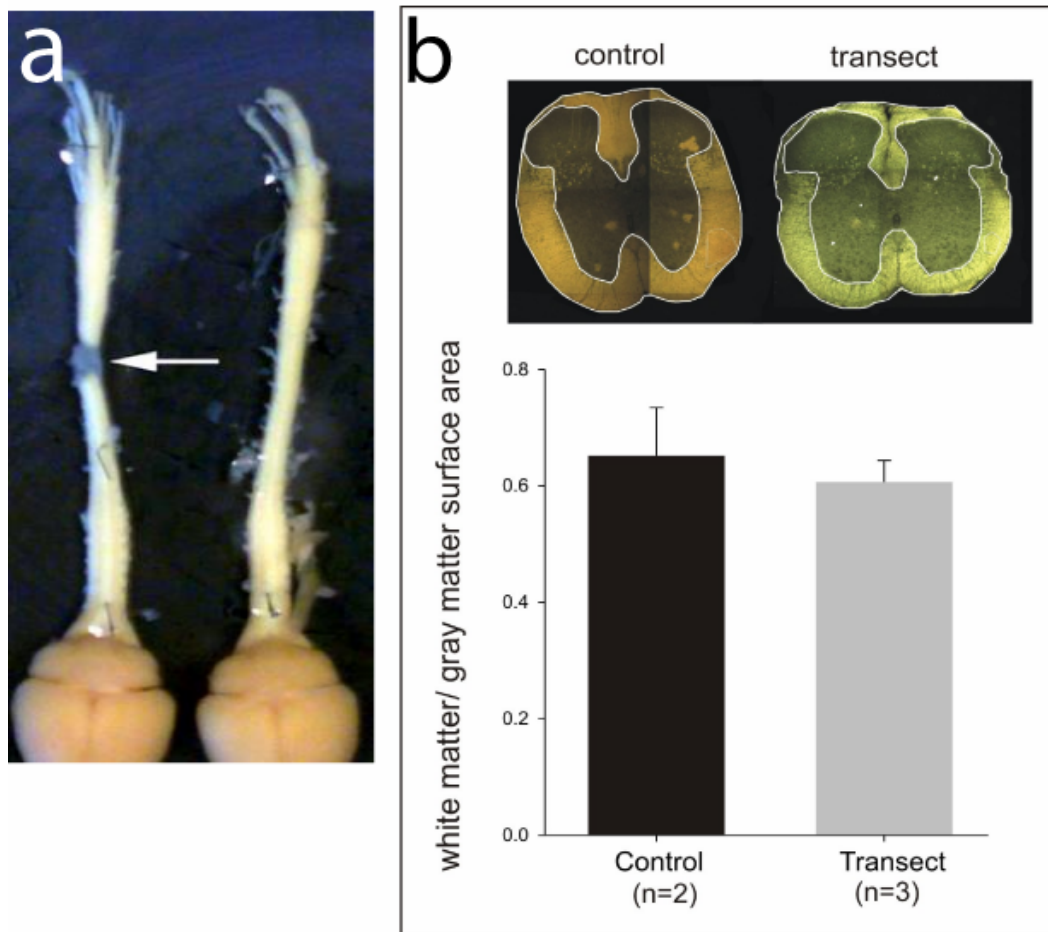 a
b
control transect
white matter/ gray matter surface area
0.8
0.6
0.4
0.2
0.0
Control Transect
(n=2) (n=3)